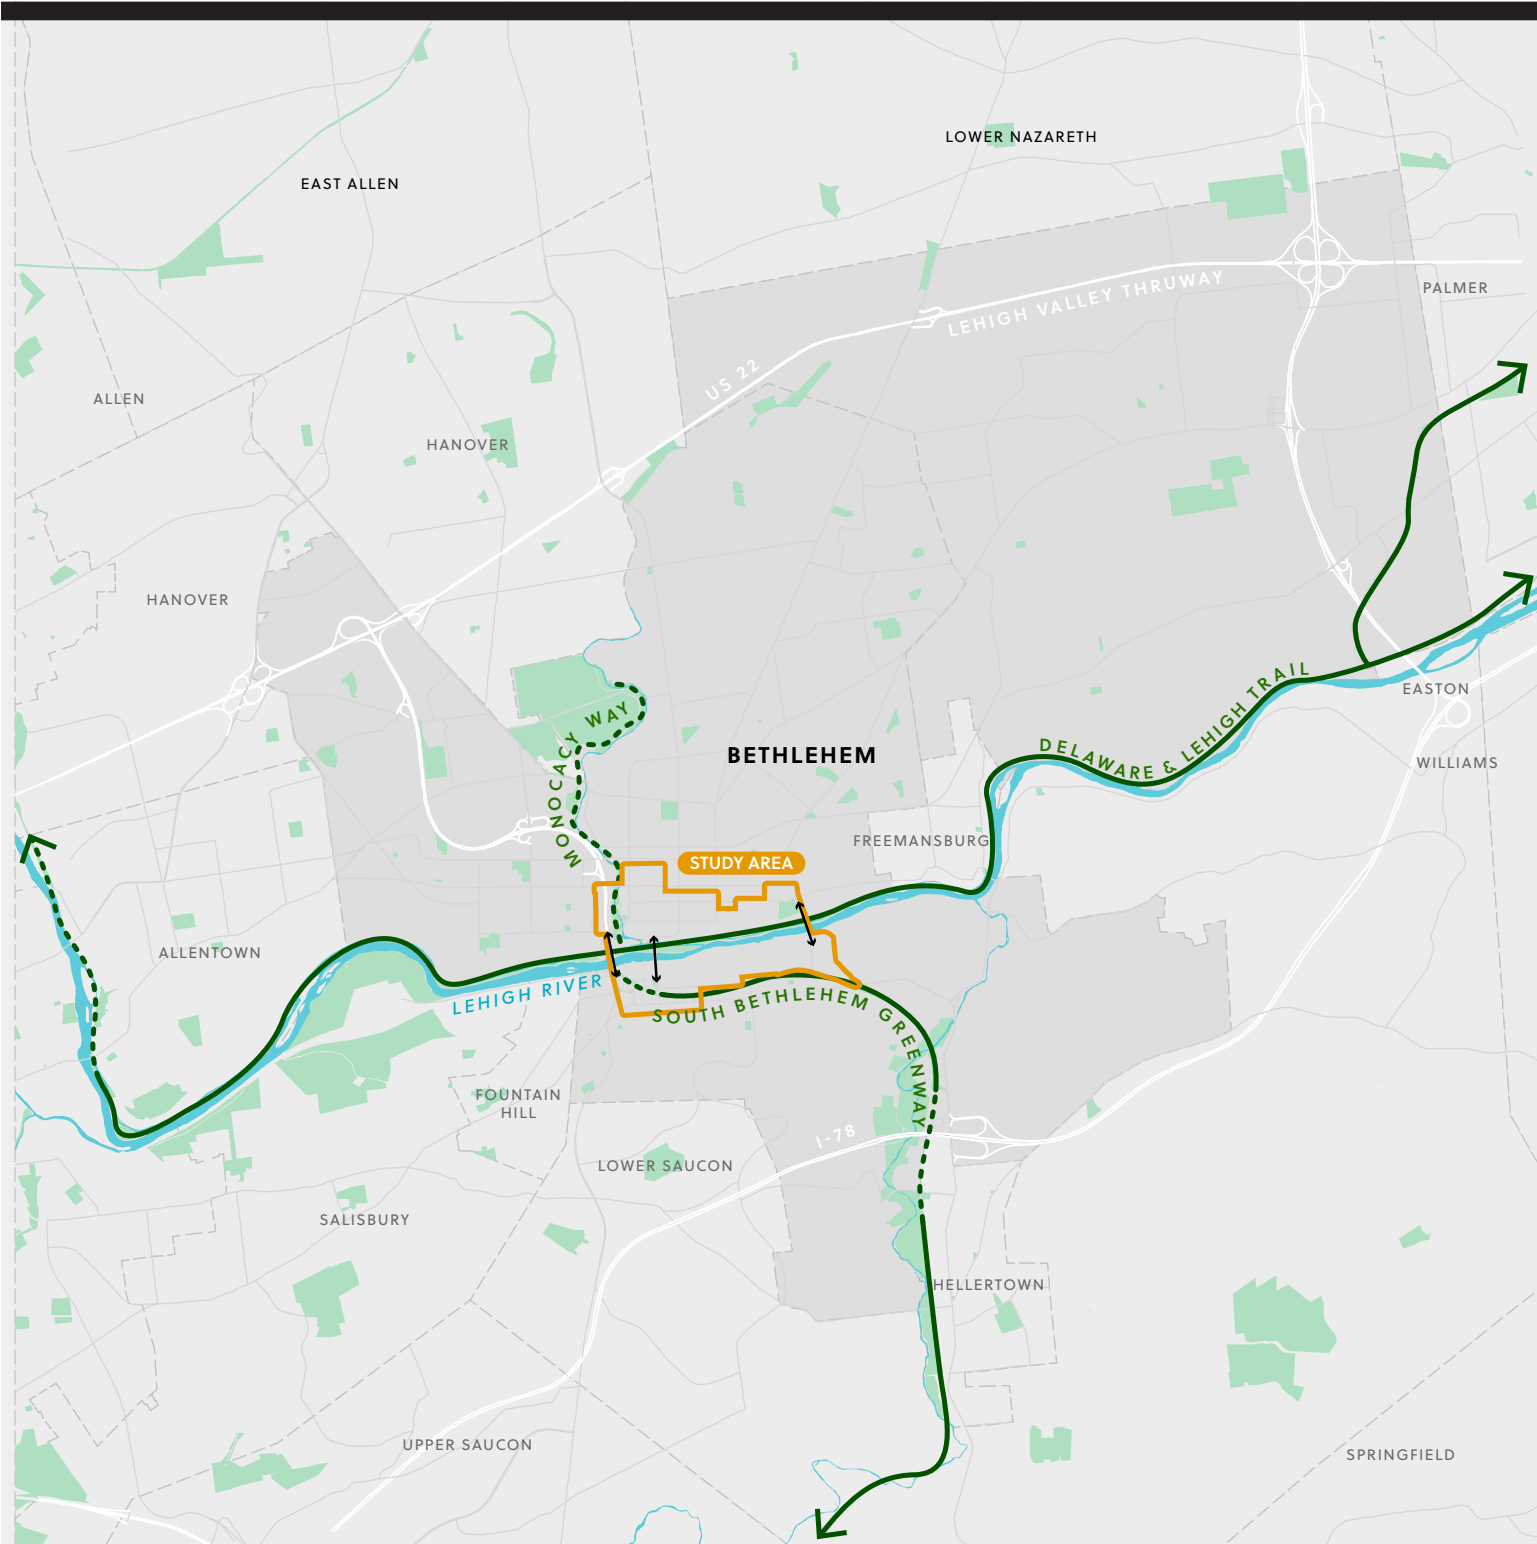 LOWER NAZARETH
EAST ALLEN
PALMER
LEHIGH VALLEY THRUWAY
US 22
ALLEN
HANOVER
HANOVER
DELAWARE & LEHIGH TRAIL
EASTON
MONOCACY WAY
BETHLEHEM
WILLIAMS
FREEMANSBURG
STUDY AREA
ALLENTOWN
LEHIGH RIVER
SOUTH BETHLEHEM GREENWAY
FOUNTAIN
HILL
I-78
LOWER SAUCON
SALISBURY
HELLERTOWN
UPPER SAUCON
SPRINGFIELD